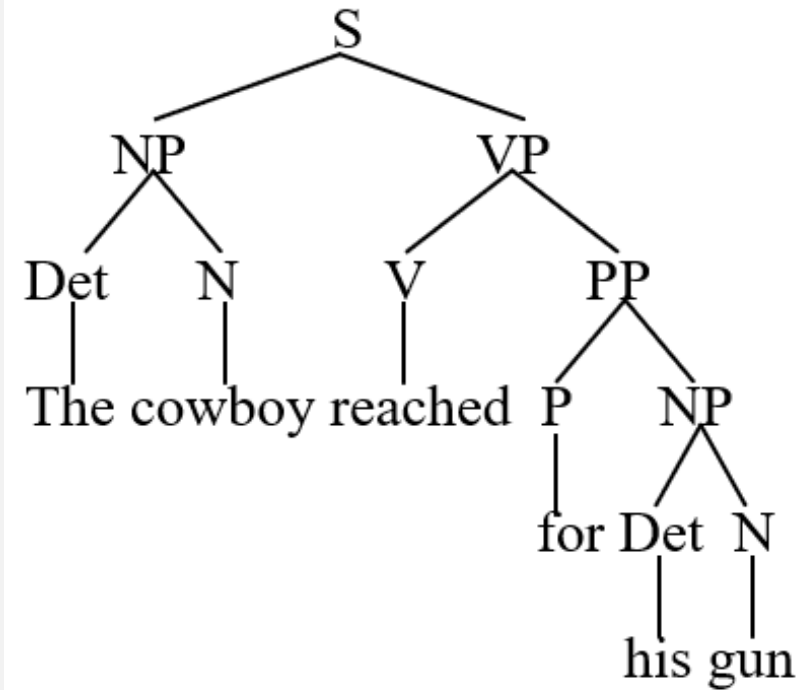 S
NP VP
Det N V PP
The cowboy reached P NP
for Det N
his gun